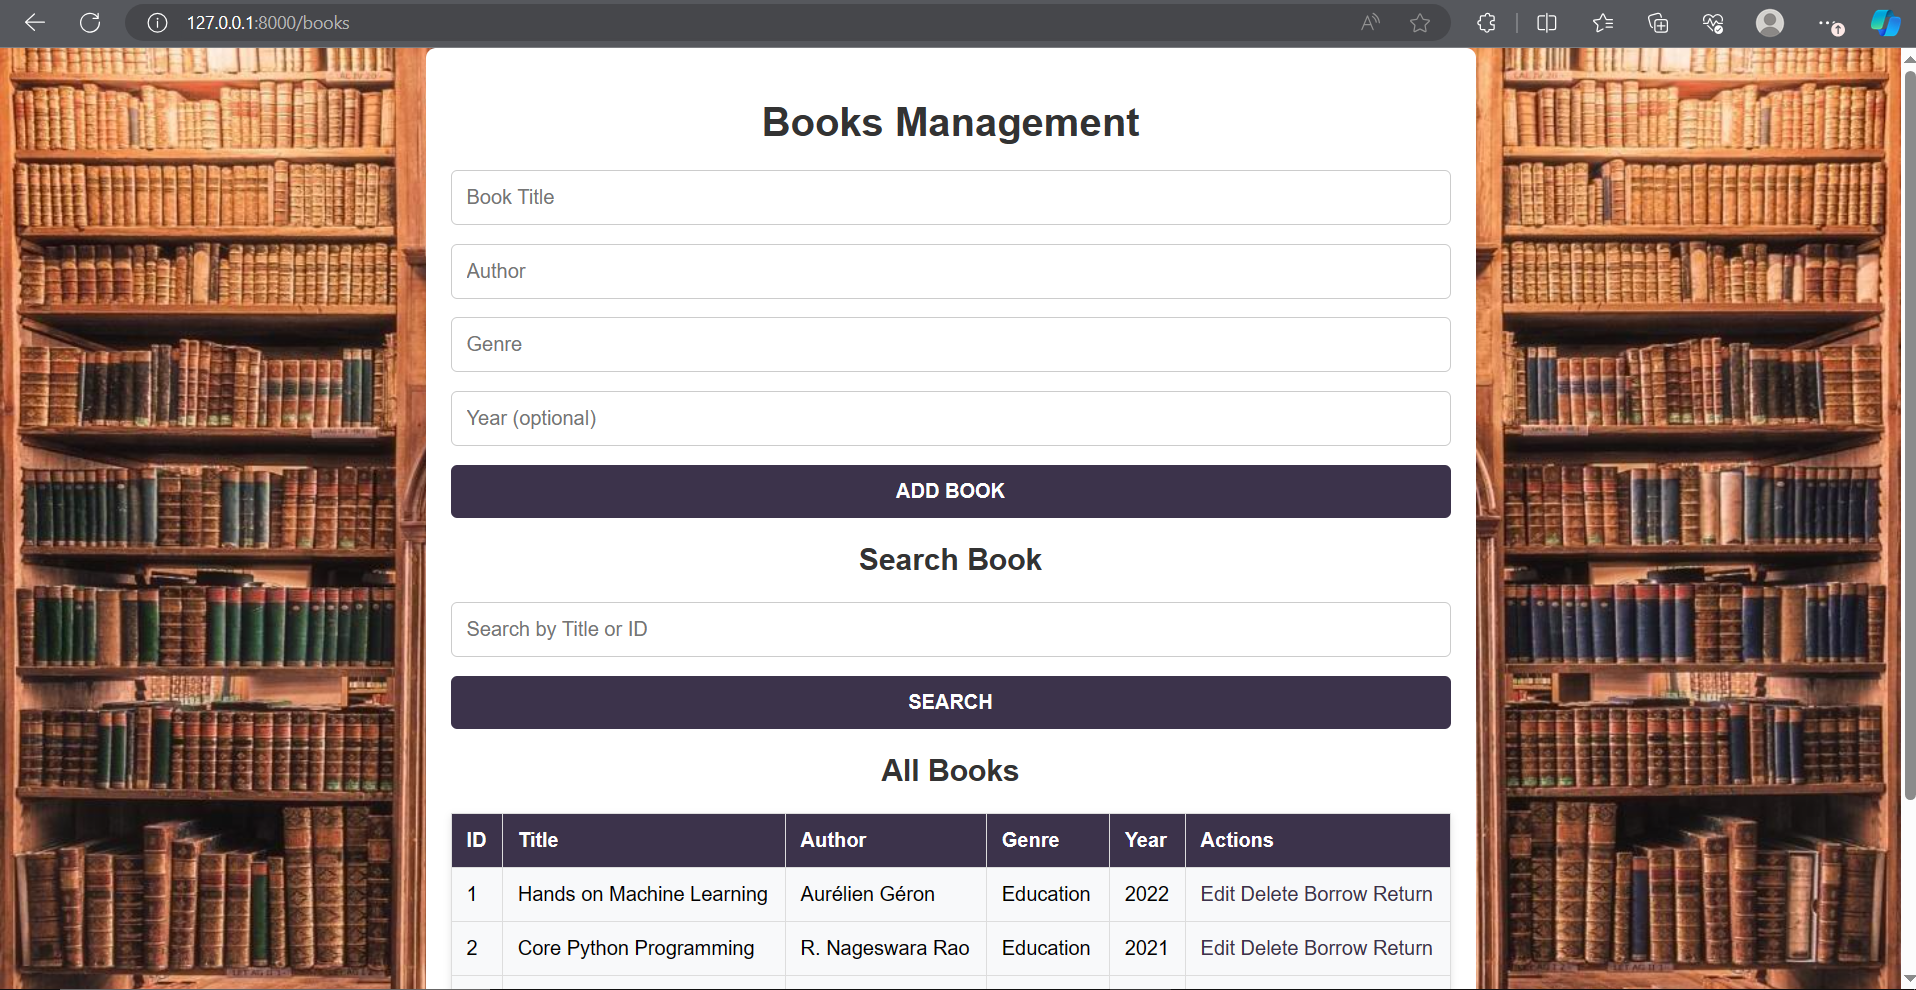 127.0.0.1:8000/books
Books Management
Book Title
Author
Genre
Year (optional)
ADD BOOK
Search Book
Search by Title or ID
SEARCH
All Books
ID Title Author Genre Year Actions
1 Hands on Machine Learning Aurélien Géron Education 2022 Edit Delete Borrow Return
2 Core Python Programming R. Nageswara Rao Education 2021 Edit Delete Borrow Return